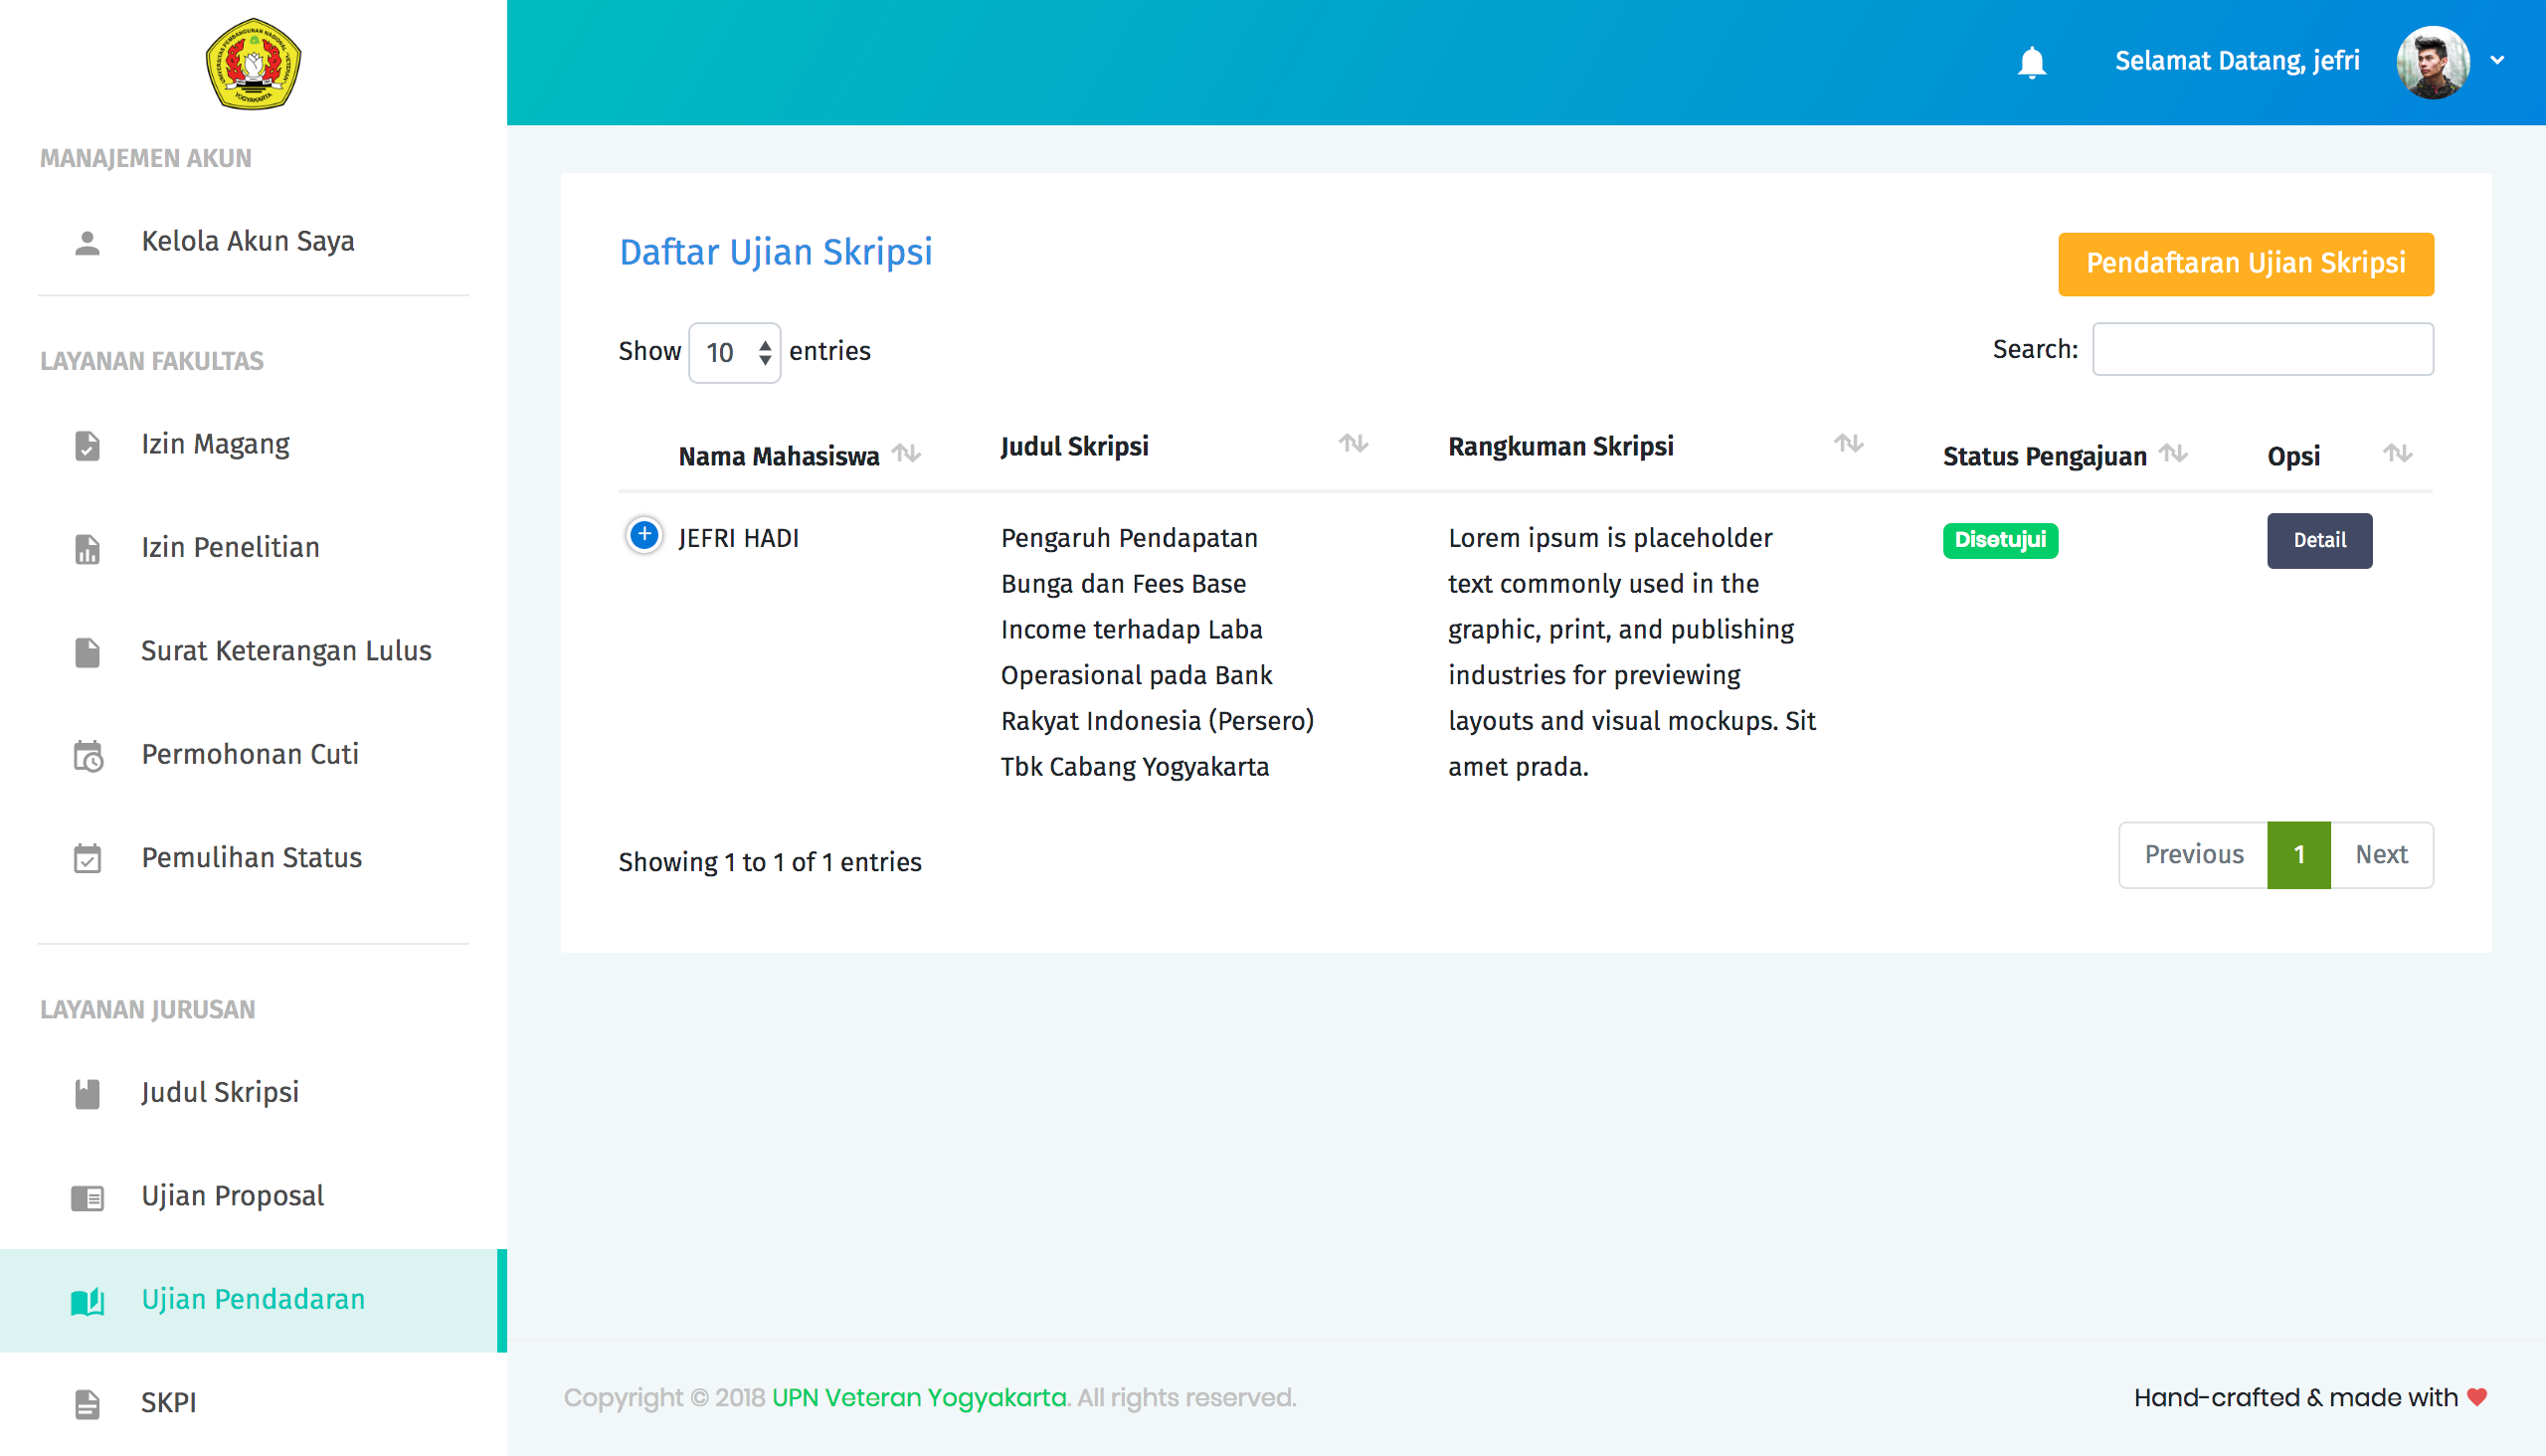 UNIVERSITAS PEMBANGUNAN NASIONAL "VETERAN"
YOGYAKARTA
MANAJEMEN AKUN
Kelola Akun Saya
LAYANAN FAKULTAS
Izin Magang
Izin Penelitian
Surat Keterangan Lulus
Permohonan Cuti
Pemulihan Status
LAYANAN JURUSAN
Judul Skripsi
Ujian Proposal
Ujian Pendadaran
SKPI
Selamat Datang, jefri
Daftar Ujian Skripsi
Pendaftaran Ujian Skripsi
Show 10 entries
Search:
Nama Mahasiswa Judul Skripsi Rangkuman Skripsi Status Pengajuan Opsi
JEFRI HADI
Pengaruh Pendapatan
Bunga dan Fees Base
Income terhadap Laba
Operasional pada Bank
Rakyat Indonesia (Persero)
Tbk Cabang Yogyakarta
Lorem ipsum is placeholder
text commonly used in the
graphic, print, and publishing
industries for previewing
layouts and visual mockups. Sit
amet prada.
Disetujui
Detail
Showing 1 to 1 of 1 entries
Previous 1 Next
Copyright © 2018 UPN Veteran Yogyakarta. All rights reserved.
Hand-crafted & made with